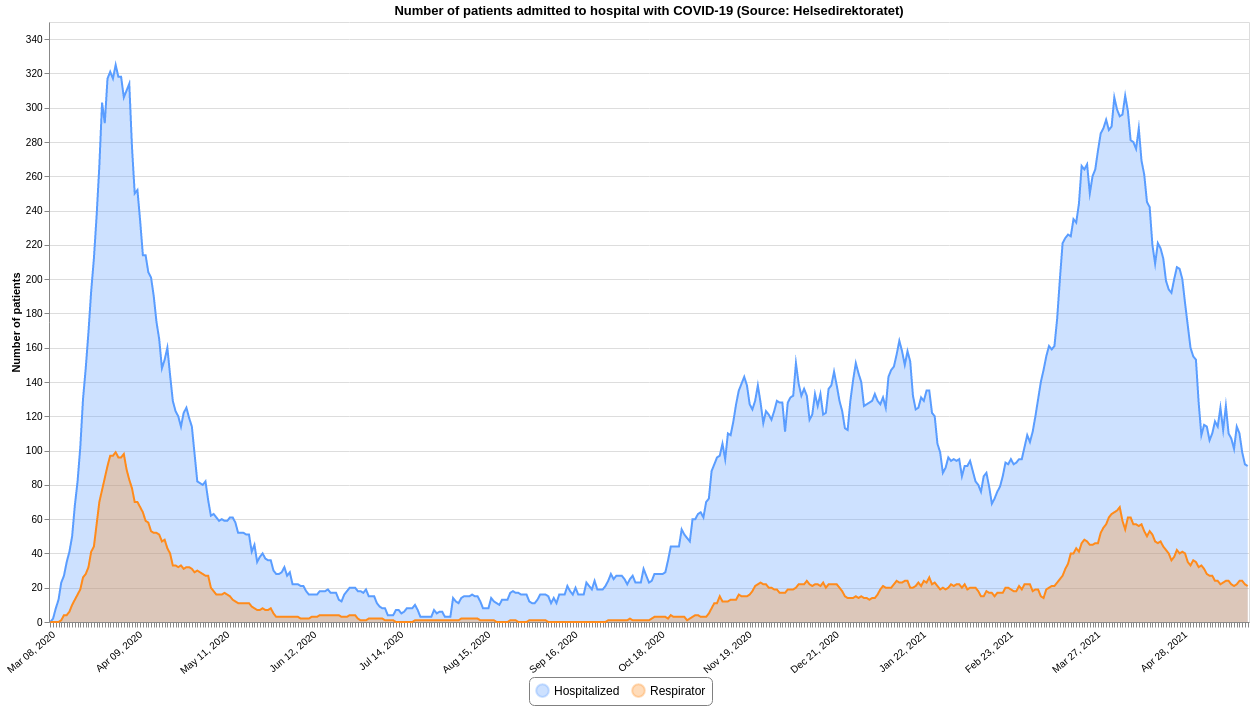 Number of patients admitted to hospital with COVID-19 (Source: Helsedirektoratet)
Number of patients
340
320
300
280
260
240
220
200
180
160
140
120
100
80
60
40
20
0
Mar 08, 2020
Apr 09, 2020
May 11, 2020
Jun 12, 2020
Jul 14, 2020
Aug 15, 2020
Sep 16, 2020
Oct 18, 2020
Nov 19, 2020
Dec 21, 2020
Jan 22, 2021
Feb 23, 2021
Mar 27, 2021
Apr 28, 2021
Hospitalized
Respirator